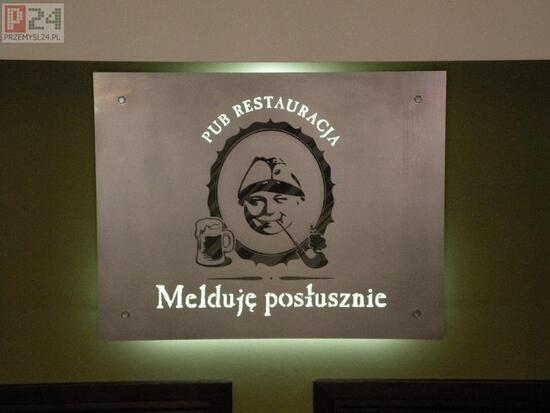 P24
PRZEMYSL24.PL
PUB RESTAURACJA
Melduję posłusznie